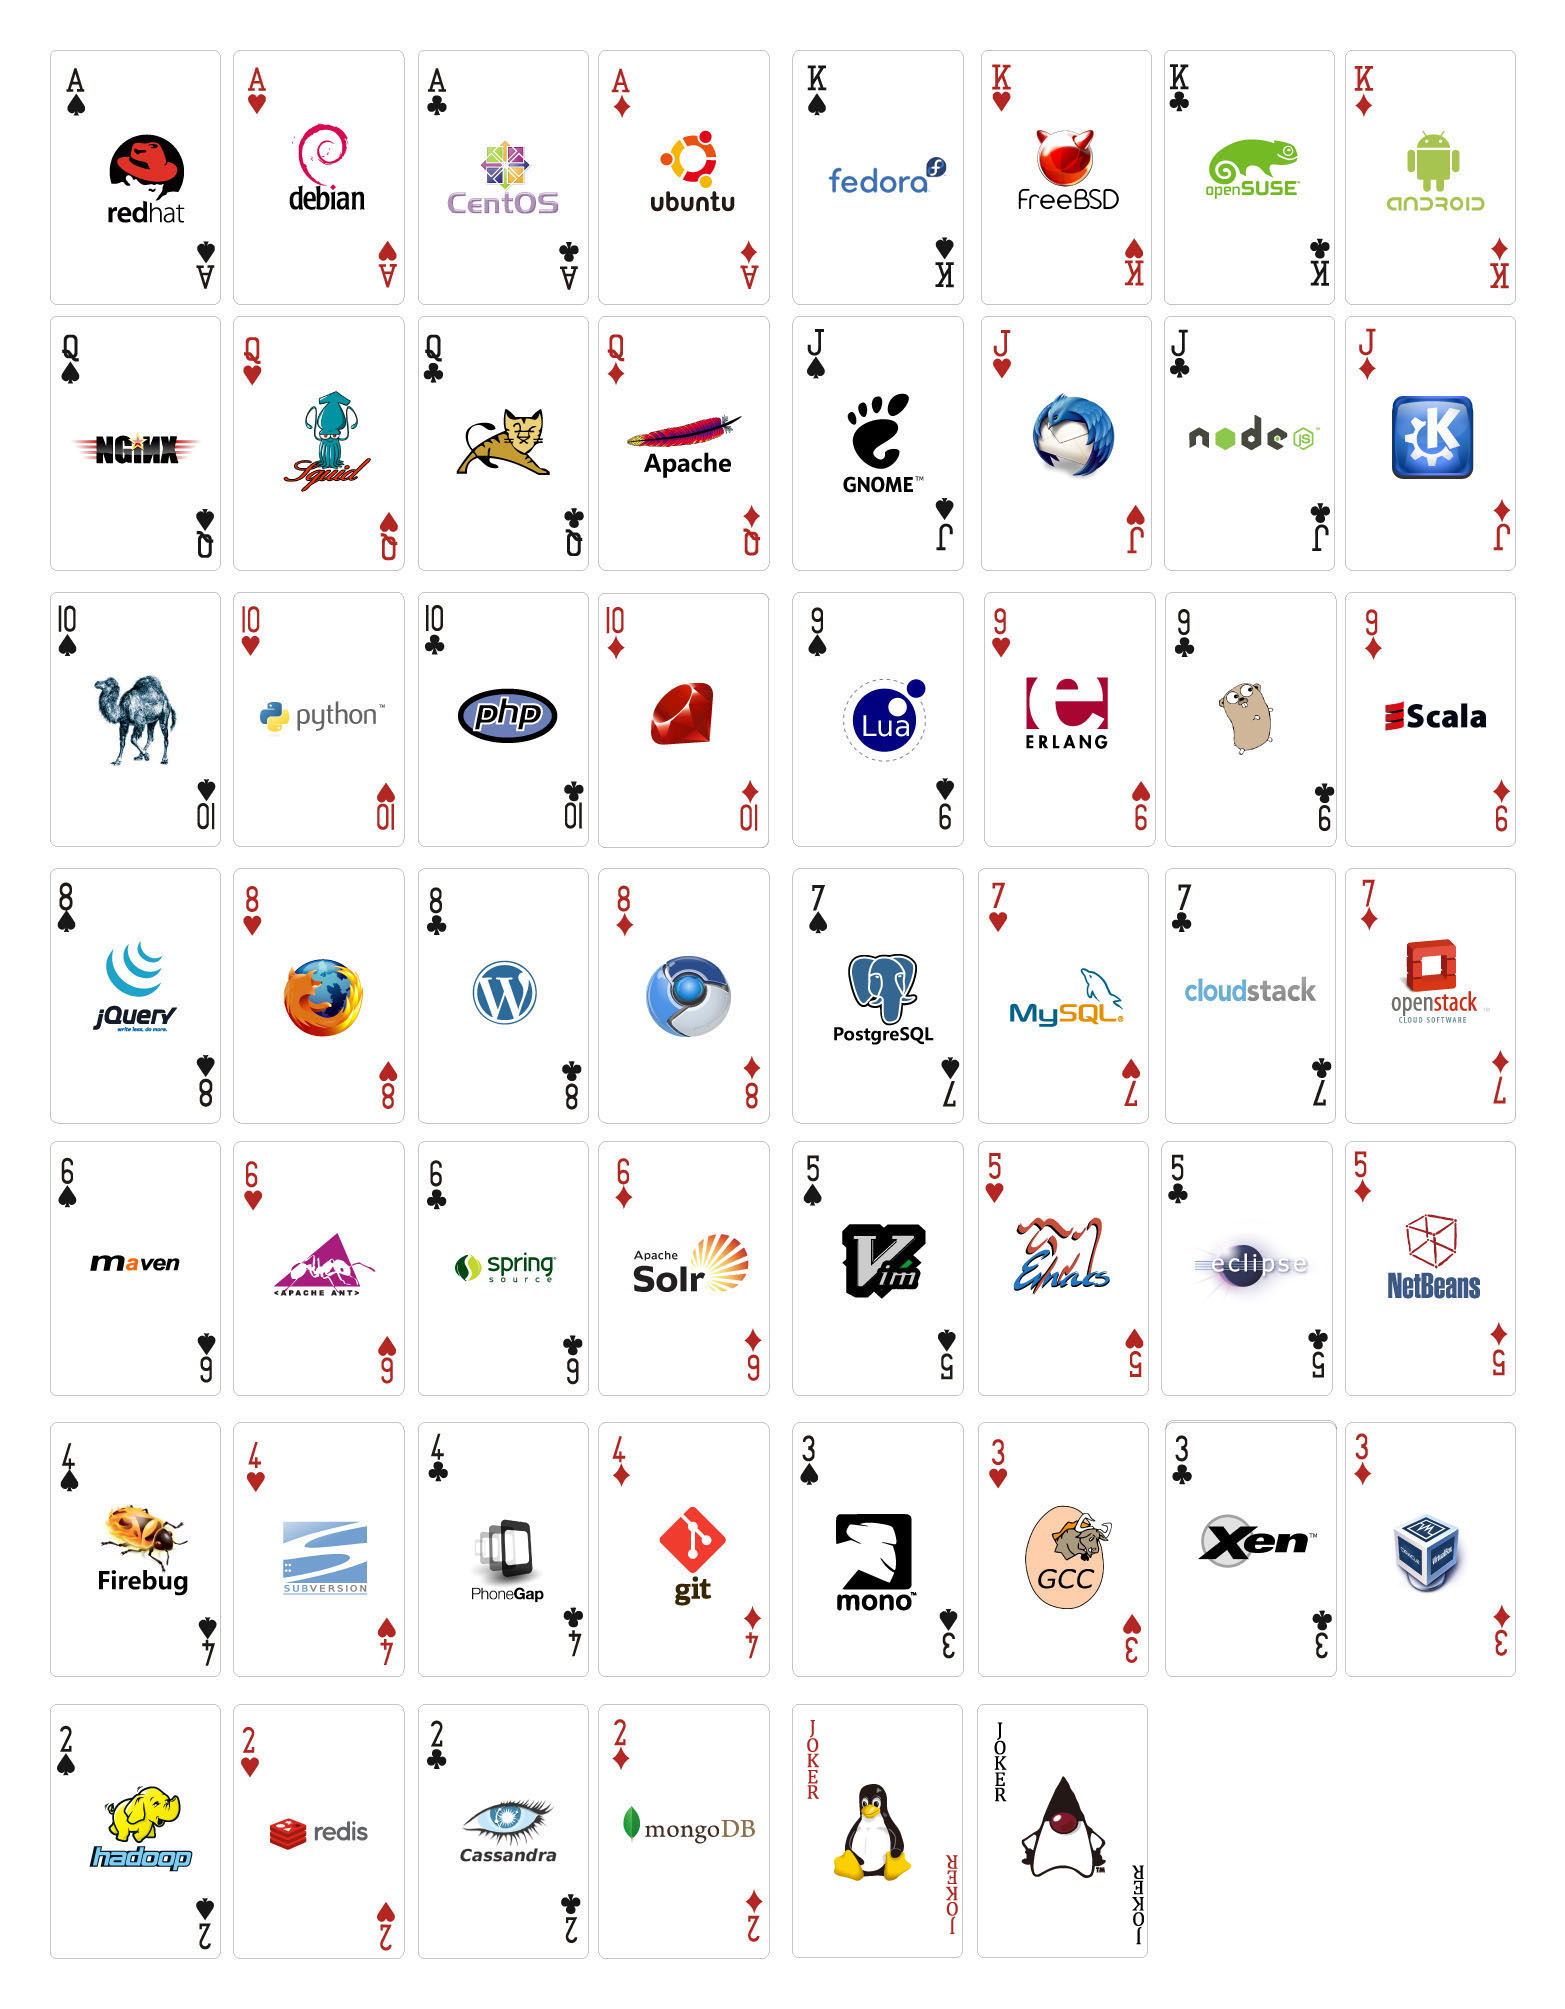 A
redhat
A
A
debian
A
A
CentOS
A
A
ubuntu
A
K
fedora
K
K
FreeBSD
K
K
openSUSE
K
K
ANDROID
K
Q
NGiNX
Q
Q
Squid
Q
Q
Q
Q
Apache
Q
J
GNOME™
J
J
J
J
node JS™
J
J
K
J
10
10
10
python™
10
10
php
10
10
10
9
Lua
9
9
e
ERLANG
9
9
9
9
Scala
9
8
jQuery
write less, do more.
8
8
8
8
W
8
8
8
7
PostgreSQL
7
7
MySQL®
7
7
cloudstack
7
7
openstack™
CLOUD SOFTWARE
7
6
maven
6
6
<APACHE ANT>
6
6
spring
source
6
6
Apache
Solr
6
5
Vim
5
5
Emacs
5
5
eclipse
5
5
NetBeans
5
4
Firebug
4
4
SUBVERSION
4
4
PhoneGap
4
4
git
4
3
mono™
3
3
GCC
3
3
Xen™
3
3
ORACLE
VirtualBox
3
2
hadoop
2
2
redis
2
2
Cassandra
2
2
mongoDB
2
JOKER
JOKER
JOKER
™
JOKER